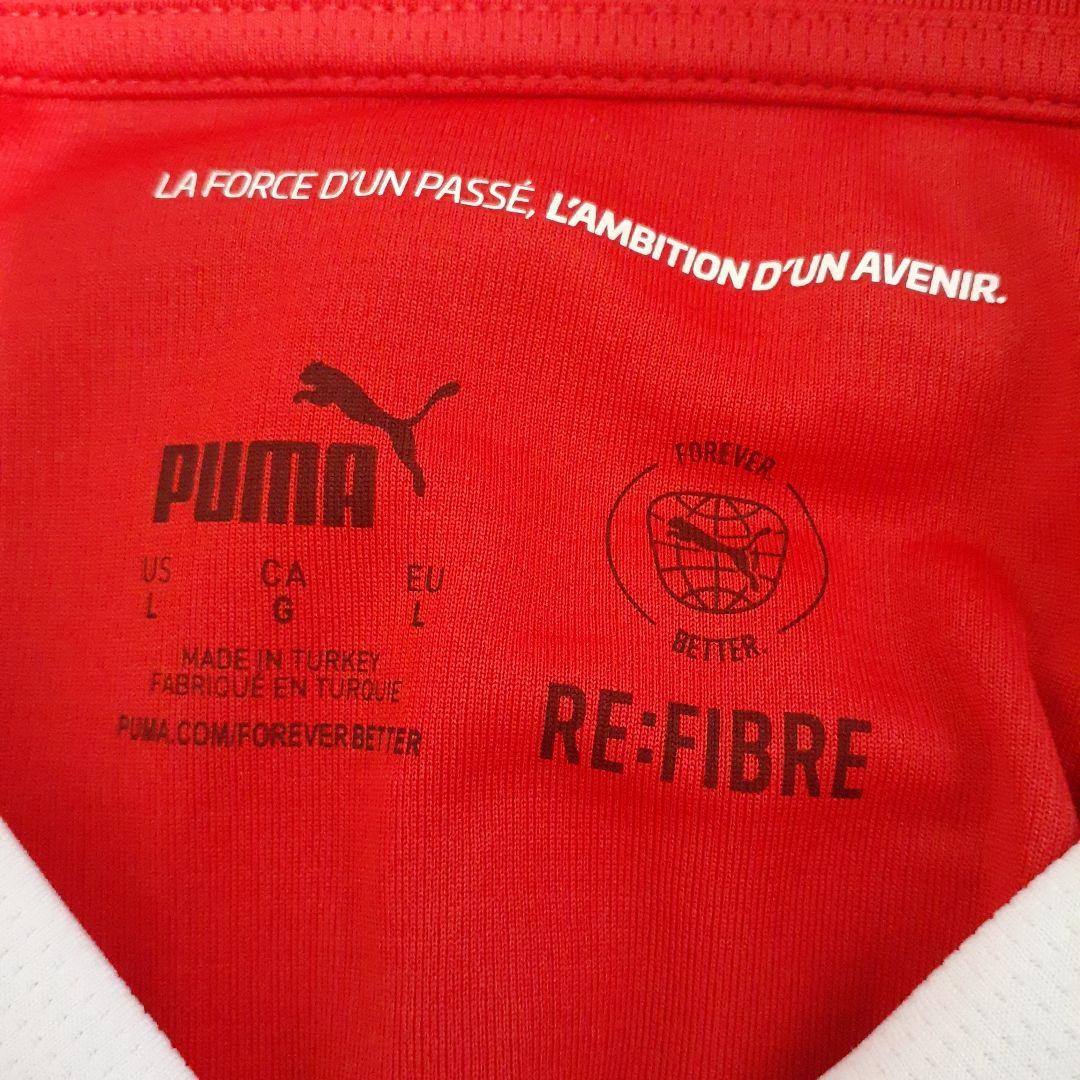 LA FORCE D'UN PASSÉ, L'AMBITION D'UN AVENIR.
PUMA
US CA EU
L G L
MADE IN TURKEY
FABRIQUÉ EN TURQUIE
PUMA.COM/FOREVERBETTER
FOREVER.
BETTER.
RE:FIBRE